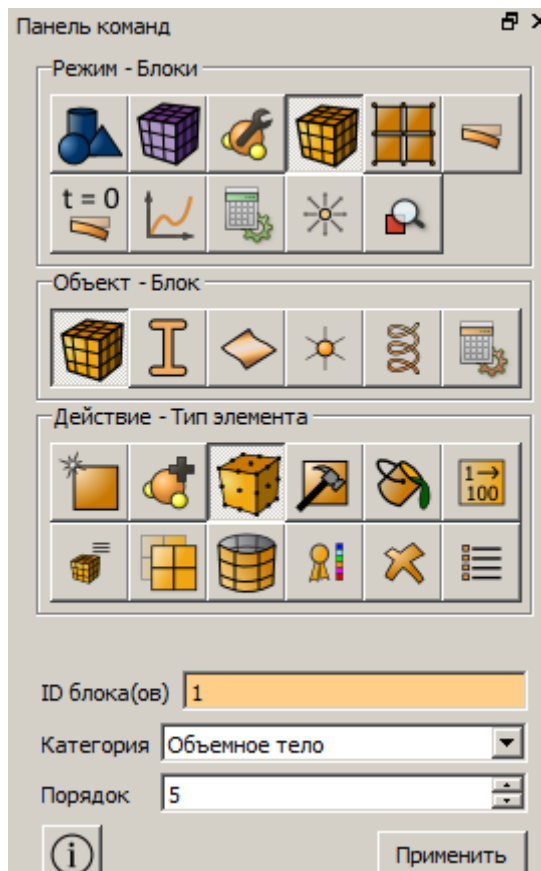 Панель команд
Режим - Блоки
t = 0
Объект - Блок
Действие - Тип элемента
1→
100
ID блока(ов) 1
Категория Объемное тело
Порядок 5
i Применить